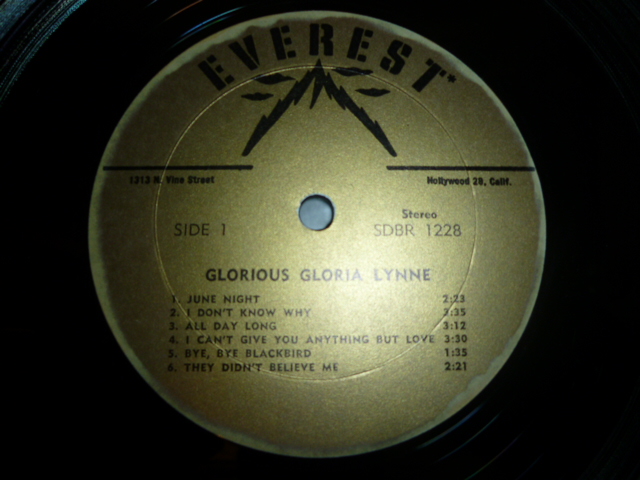 EVEREST*
1313 N. Vine Street
Hollywood 28, Calif.
Stereo
SIDE 1 SDBR 1228
GLORIOUS GLORIA LYNNE
1. JUNE NIGHT 2:23
2. I DON'T KNOW WHY 3:35
3. ALL DAY LONG 3:12
4. I CAN'T GIVE YOU ANYTHING BUT LOVE 3:30
5. BYE, BYE BLACKBIRD 1:35
6. THEY DIDN'T BELIEVE ME 2:21